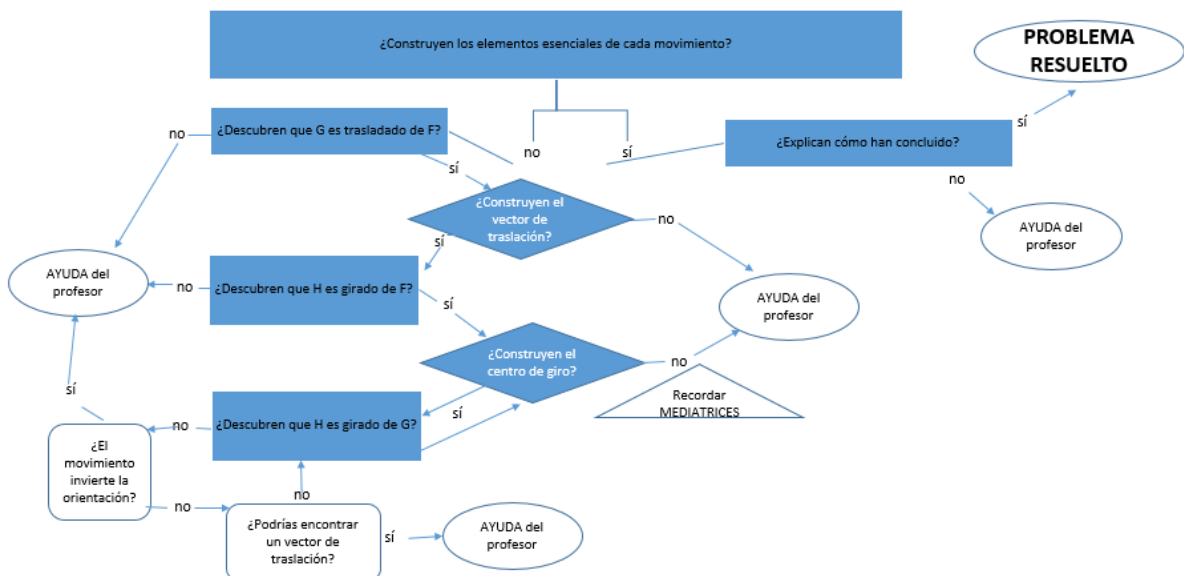 ¿Construyen los elementos esenciales de cada movimiento?
PROBLEMA
RESUELTO
¿Descubren que G es trasladado de F?
no
no
sí
sí
¿Explican cómo han concluido?
sí
no
¿Construyen el
vector de
traslación?
no
sí
AYUDA del
profesor
AYUDA del
profesor
no
¿Descubren que H es girado de F?
sí
AYUDA del
profesor
¿Construyen el
centro de giro?
no
sí
Recordar
MEDIATRICES
¿Descubren que H es girado de G?
sí
no
¿El
movimiento
invierte la
orientación?
no
no
¿Podrías encontrar
un vector de
traslación?
sí
AYUDA del
profesor